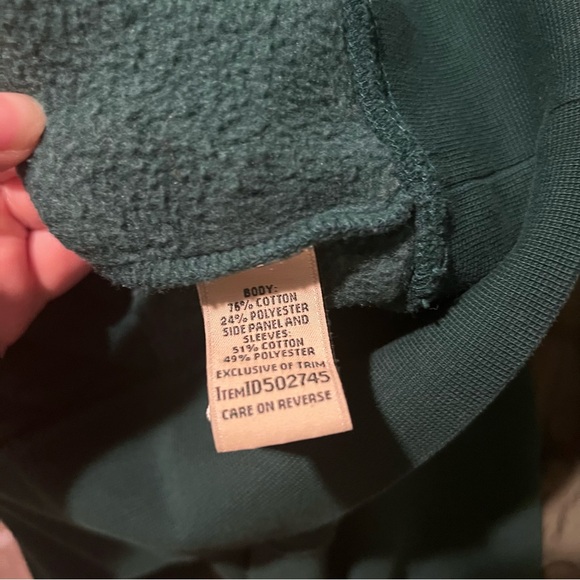 BODY:
76% COTTON
24% POLYESTER
SIDE PANEL AND
SLEEVES:
51% COTTON
49% POLYESTER
EXCLUSIVE OF TRIM
ITEMID502745
CARE ON REVERSE